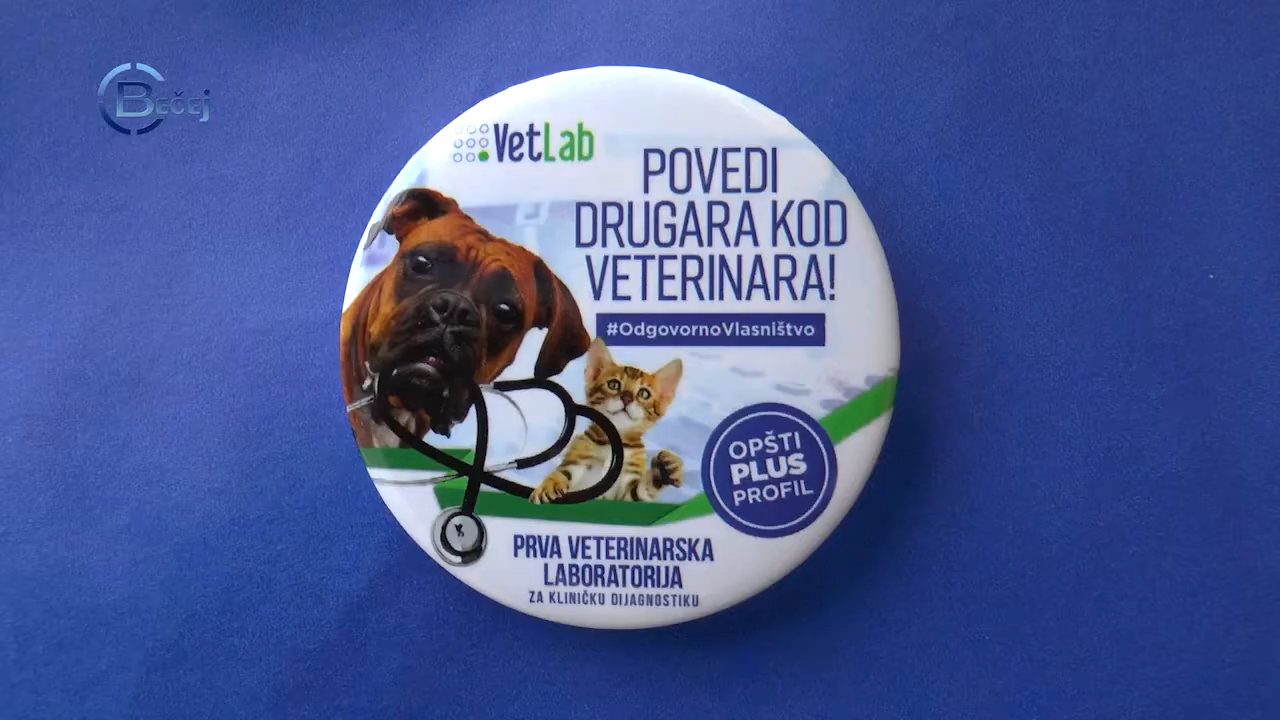 BEČEJ
VetLab
POVEDI
DRUGARA KOD
VETERINARA!
#OdgovornoVlasništvo
OPŠTI
PLUS
PROFIL
PRVA VETERINARSKA
LABORATORIJA
ZA KLINIČKU DIJAGNOSTIKU